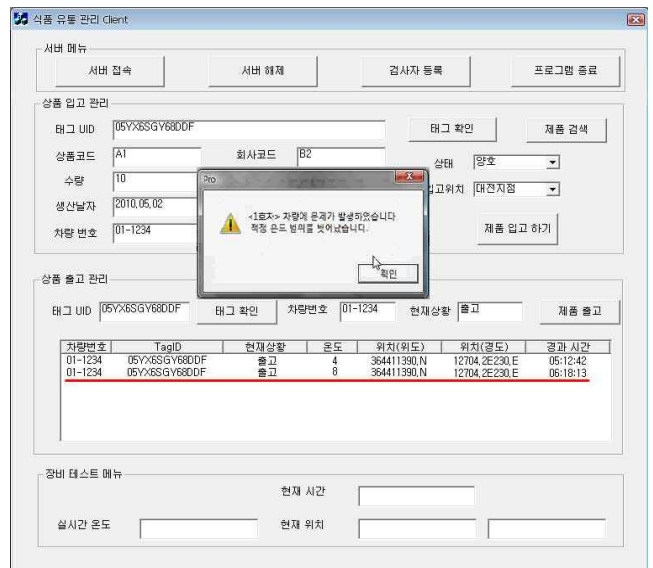 식품 유통 관리 Client
서버 메뉴
서버 접속 서버 해제 검사자 등록 프로그램 종료
상품 입고 관리
태그 UID 05YX6SGY68DDF 태그 확인 제품 검색
상품코드 A1 회사코드 B2 상태 양호
수량 10 입고위치 대전지점
생산날자 2010,05,02
차량 번호 01-1234 제품 입고 하기
Pro
<1호차> 차량에 문제가 발생하였습니다
적정 온도 범위를 벗어났습니다.
확인
상품 출고 관리
태그 UID 05YX6SGY68DDF 태그 확인 차량번호 01-1234 현재상황 출고 제품 출고
차량번호 TagID 현재상황 온도 위치(위도) 위치(경도) 경과 시간
01-1234 05YX6SGY68DDF 출고 4 364411390,N 12704,2E230,E 05:12:42
01-1234 05YX6SGY68DDF 출고 8 364411390,N 12704,2E230,E 06:18:13
장비 테스트 메뉴
현재 시간
실시간 온도 현재 위치